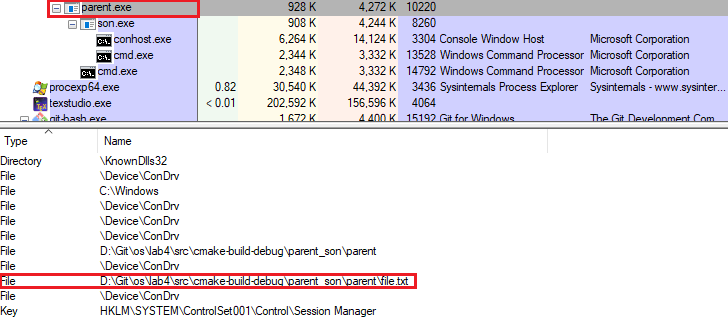 parent.exe 928 K 4,272 K 10220
son.exe 908 K 4,244 K 8260
conhost.exe 6,264 K 14,124 K 3304 Console Window Host Microsoft Corporation
cmd.exe 2,344 K 3,332 K 13528 Windows Command Processor Microsoft Corporation
cmd.exe 2,348 K 3,332 K 14792 Windows Command Processor Microsoft Corporation
procexp64.exe 0.82 30,540 K 44,392 K 3436 Sysinternals Process Explorer Sysinternals - www.sysinter...
texstudio.exe < 0.01 202,592 K 156,596 K 4064
git-bash.exe 1,672 K 4,400 K 15192 Git for Windows The Git Development Com...
Type Name
Directory \KnownDlls32
File \Device\ConDrv
File C:\Windows
File \Device\ConDrv
File \Device\ConDrv
File \Device\ConDrv
File D:\Git\os\lab4\src\cmake-build-debug\parent_son\parent
File \Device\ConDrv
File D:\Git\os\lab4\src\cmake-build-debug\parent_son\parent\file.txt
File \Device\ConDrv
Key HKLM\SYSTEM\ControlSet001\Control\Session Manager